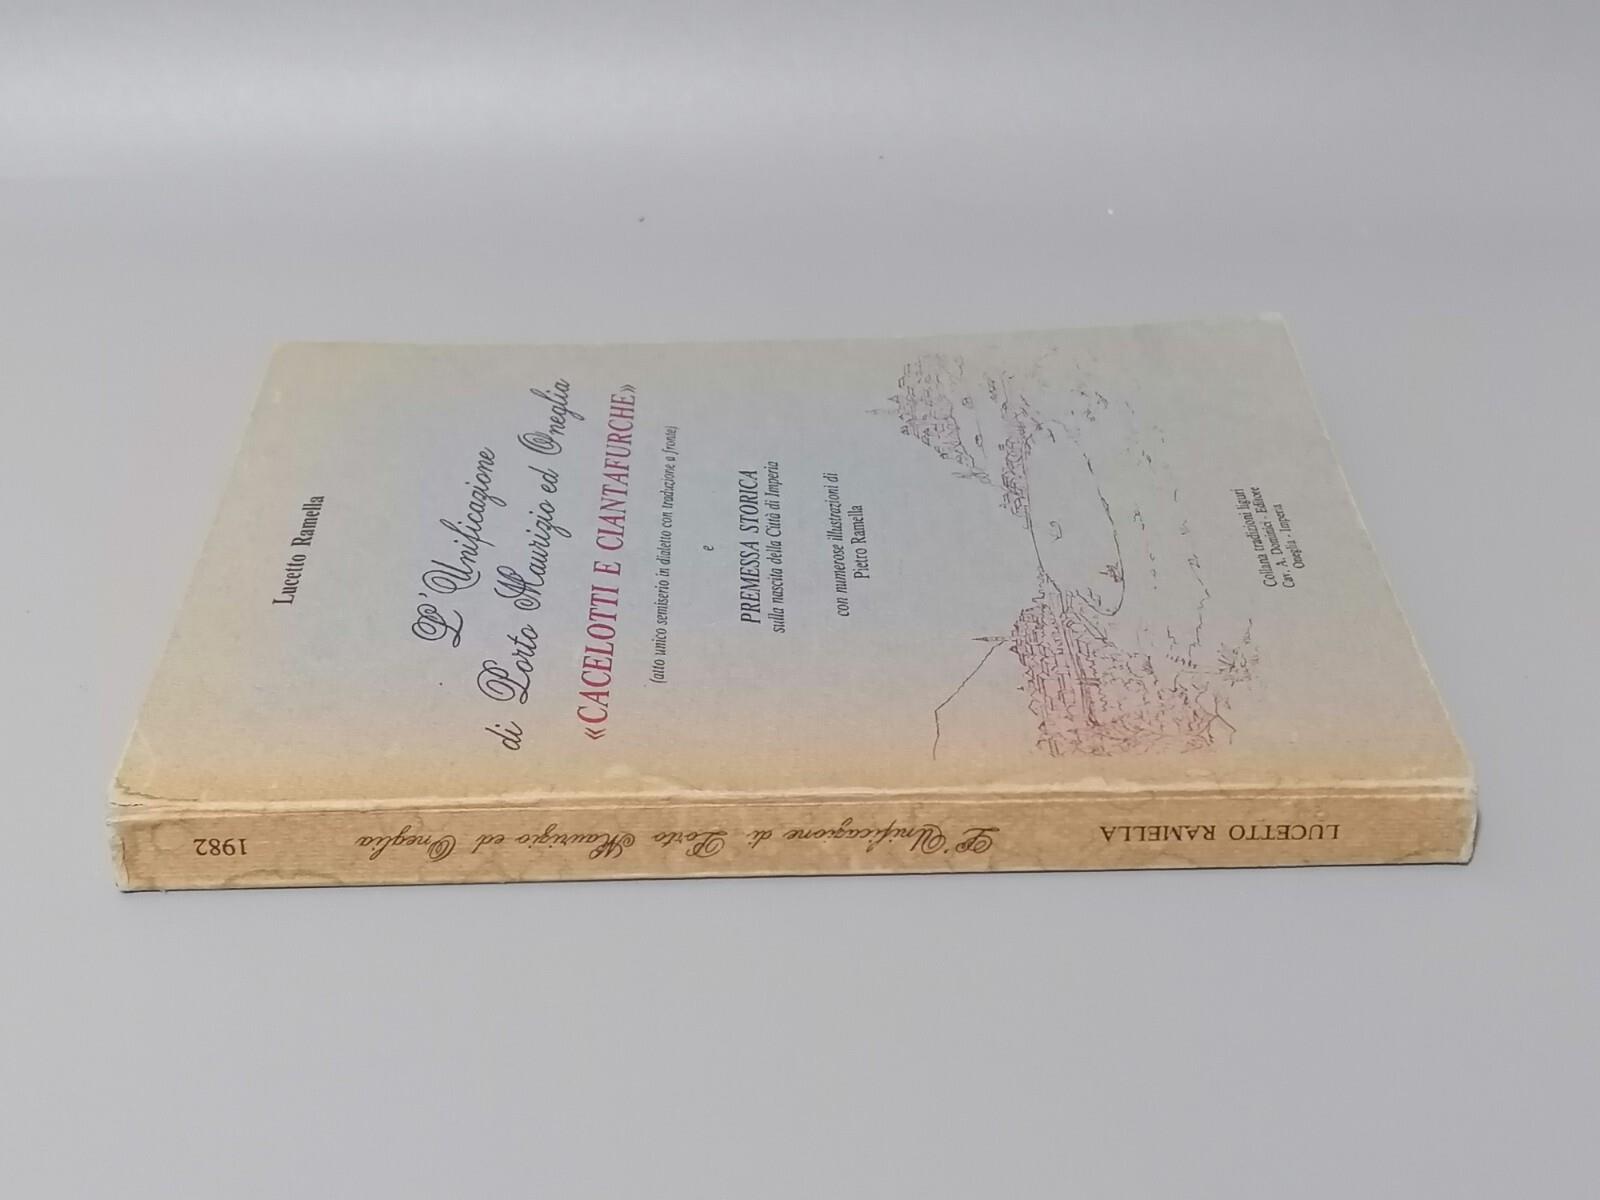 Lucetto Ramella
L'Unificazione
di Porto Maurizio ed Oneglia
«CACELOTTI E CIANTAFURCHE»
(atto unico semiserio in dialetto con traduzione a fronte)
e
PREMESSA STORICA
sulla nascita della Città di Imperia
con numerose illustrazioni di
Pietro Ramella
Collana tradizioni liguri
Cav. A. Dominici - Editore
Oneglia - Imperia
LUCETTO RAMELLA L'Unificazione di Porto Maurizio ed Oneglia 1982